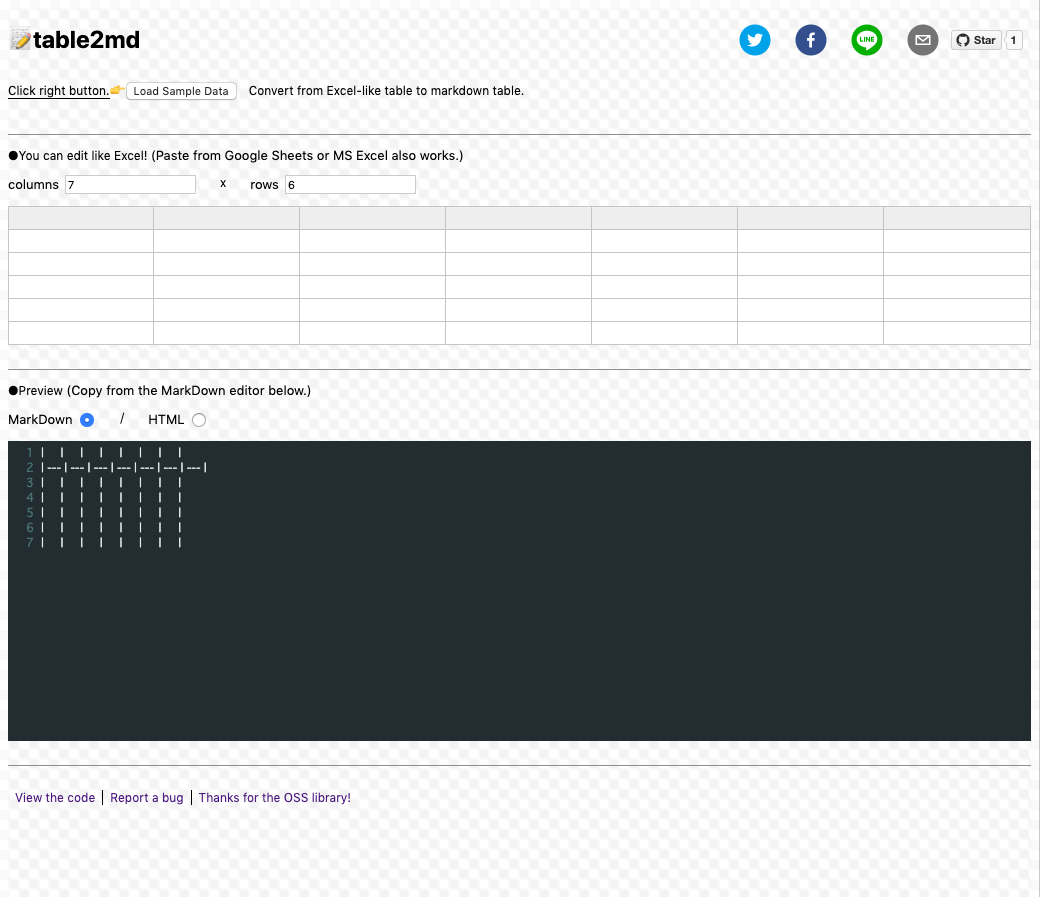 📝table2md
LINE
Star
1
Click right button.👉 Load Sample Data Convert from Excel-like table to markdown table.
●You can edit like Excel! (Paste from Google Sheets or MS Excel also works.)
columns 7 x rows 6
●Preview (Copy from the MarkDown editor below.)
MarkDown / HTML
1 | | | | | | | |
2 |---|---|---|---|---|---|---|
3 | | | | | | | |
4 | | | | | | | |
5 | | | | | | | |
6 | | | | | | | |
7 | | | | | | | |
View the code | Report a bug | Thanks for the OSS library!